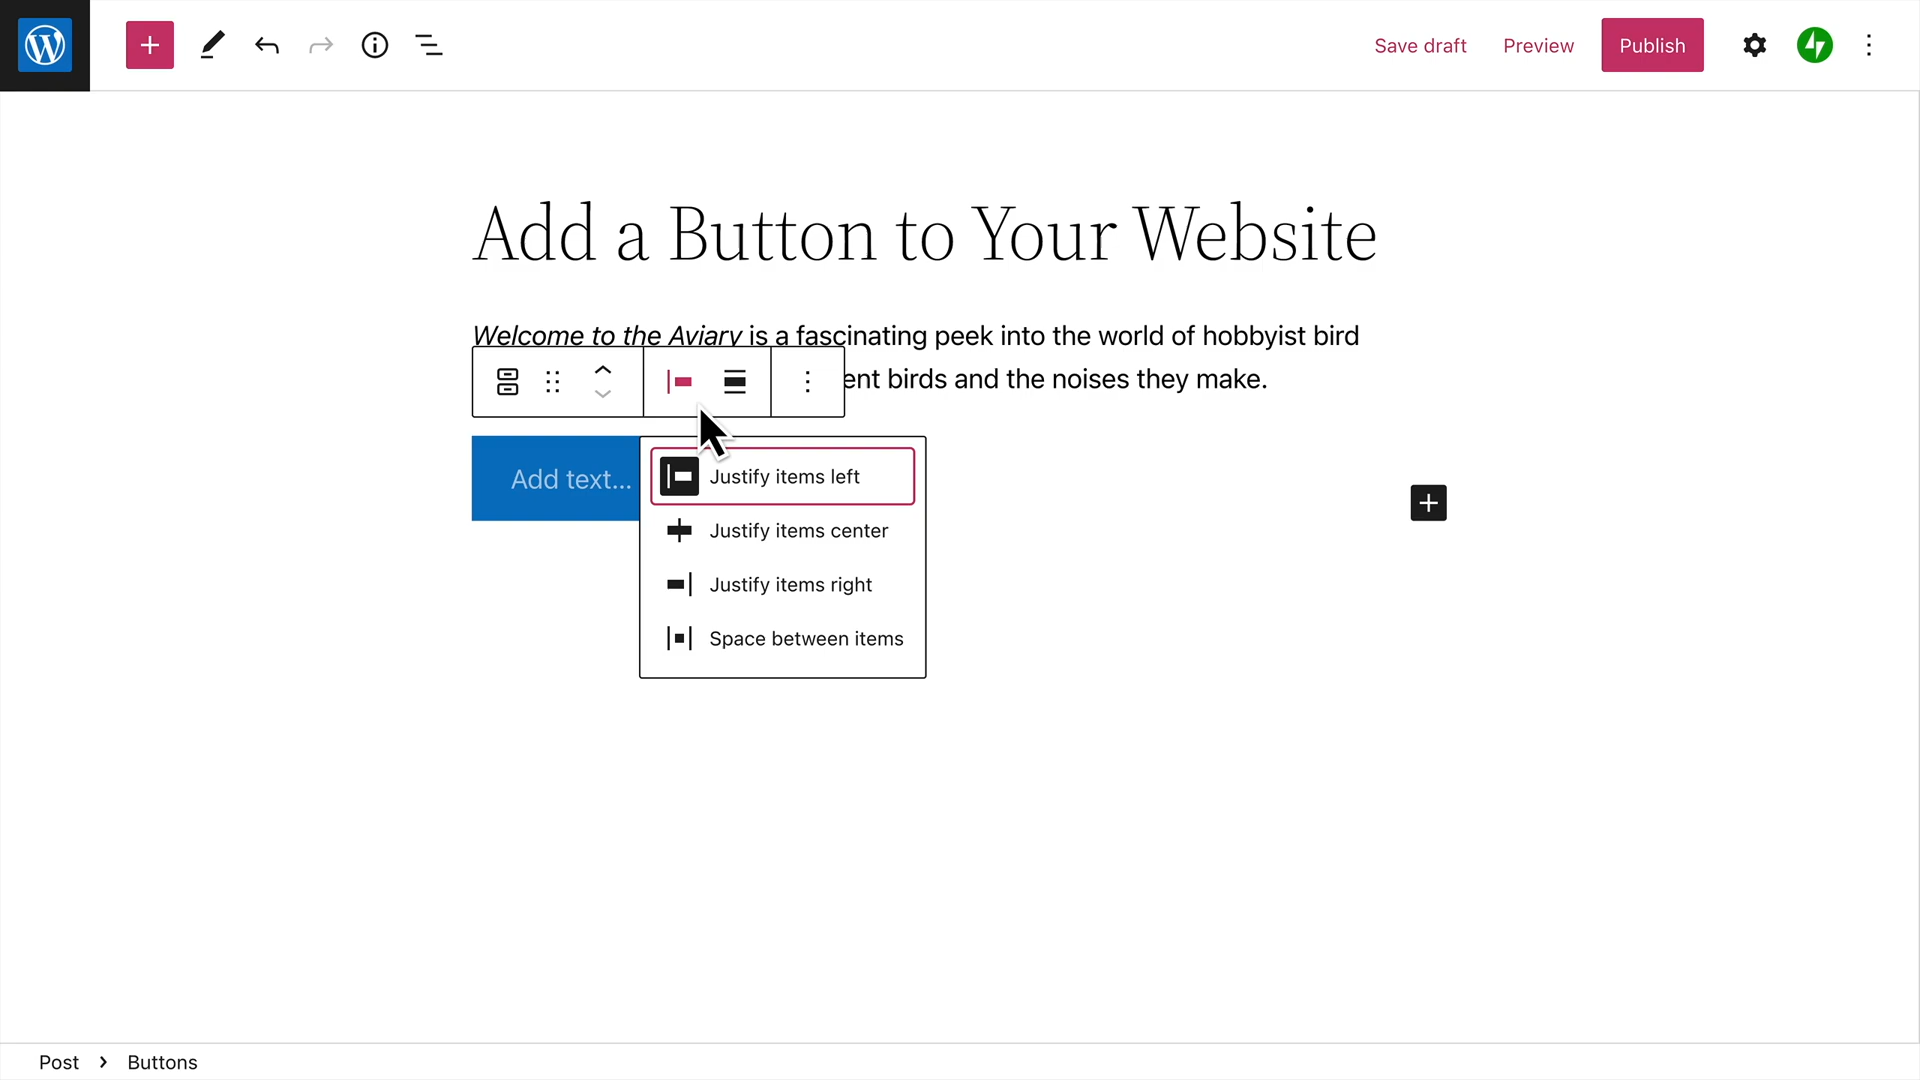 Save draft
Preview
Publish
Add a Button to Your Website
Welcome to the Aviary is a fascinating peek into the world of hobbyist bird
ent birds and the noises they make.
Add text...
Justify items left
Justify items center
Justify items right
Space between items
Post
Buttons